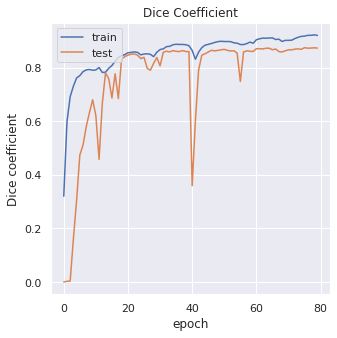 Dice Coefficient
train
test
Dice coefficient
0.8
0.6
0.4
0.2
0.0
0 20 40 60 80
epoch